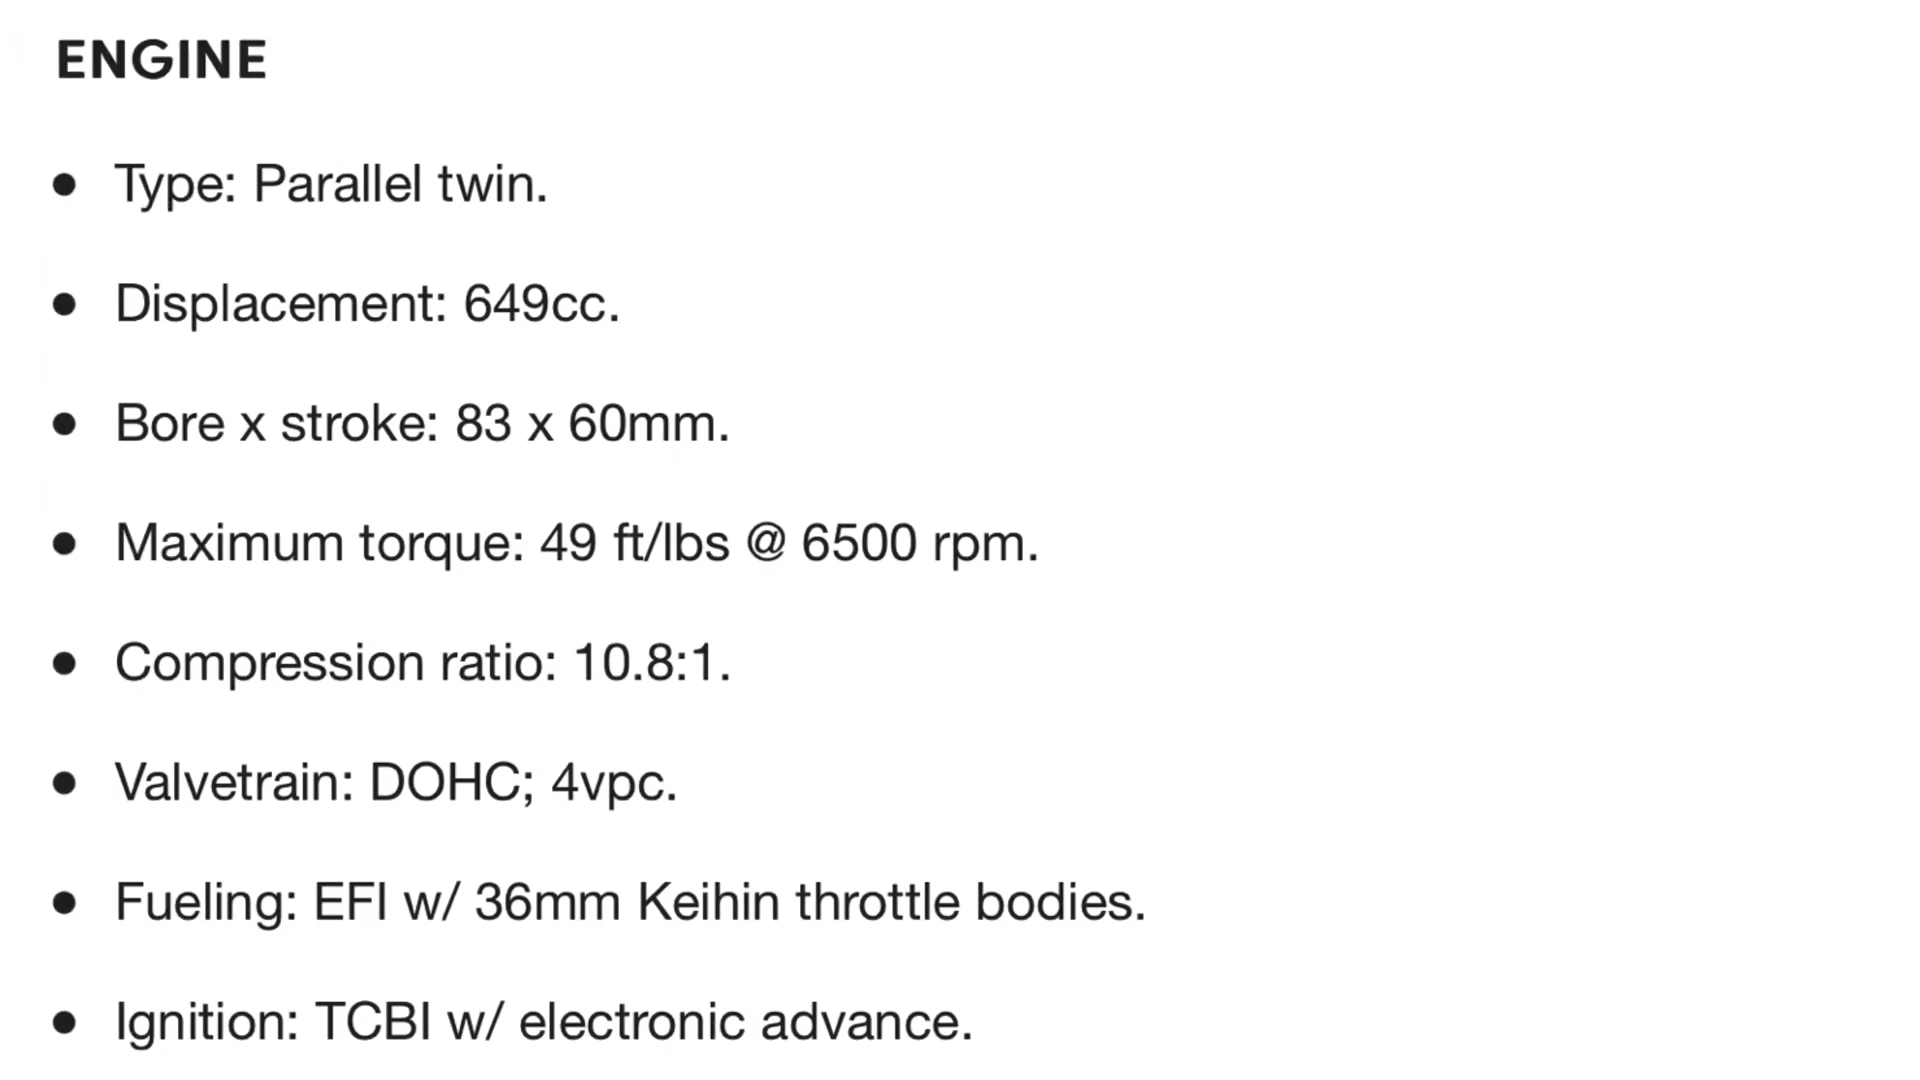 ENGINE
● Type: Parallel twin.
● Displacement: 649cc.
● Bore x stroke: 83 x 60mm.
● Maximum torque: 49 ft/lbs @ 6500 rpm.
● Compression ratio: 10.8:1.
● Valvetrain: DOHC; 4vpc.
● Fueling: EFI w/ 36mm Keihin throttle bodies.
● Ignition: TCBI w/ electronic advance.